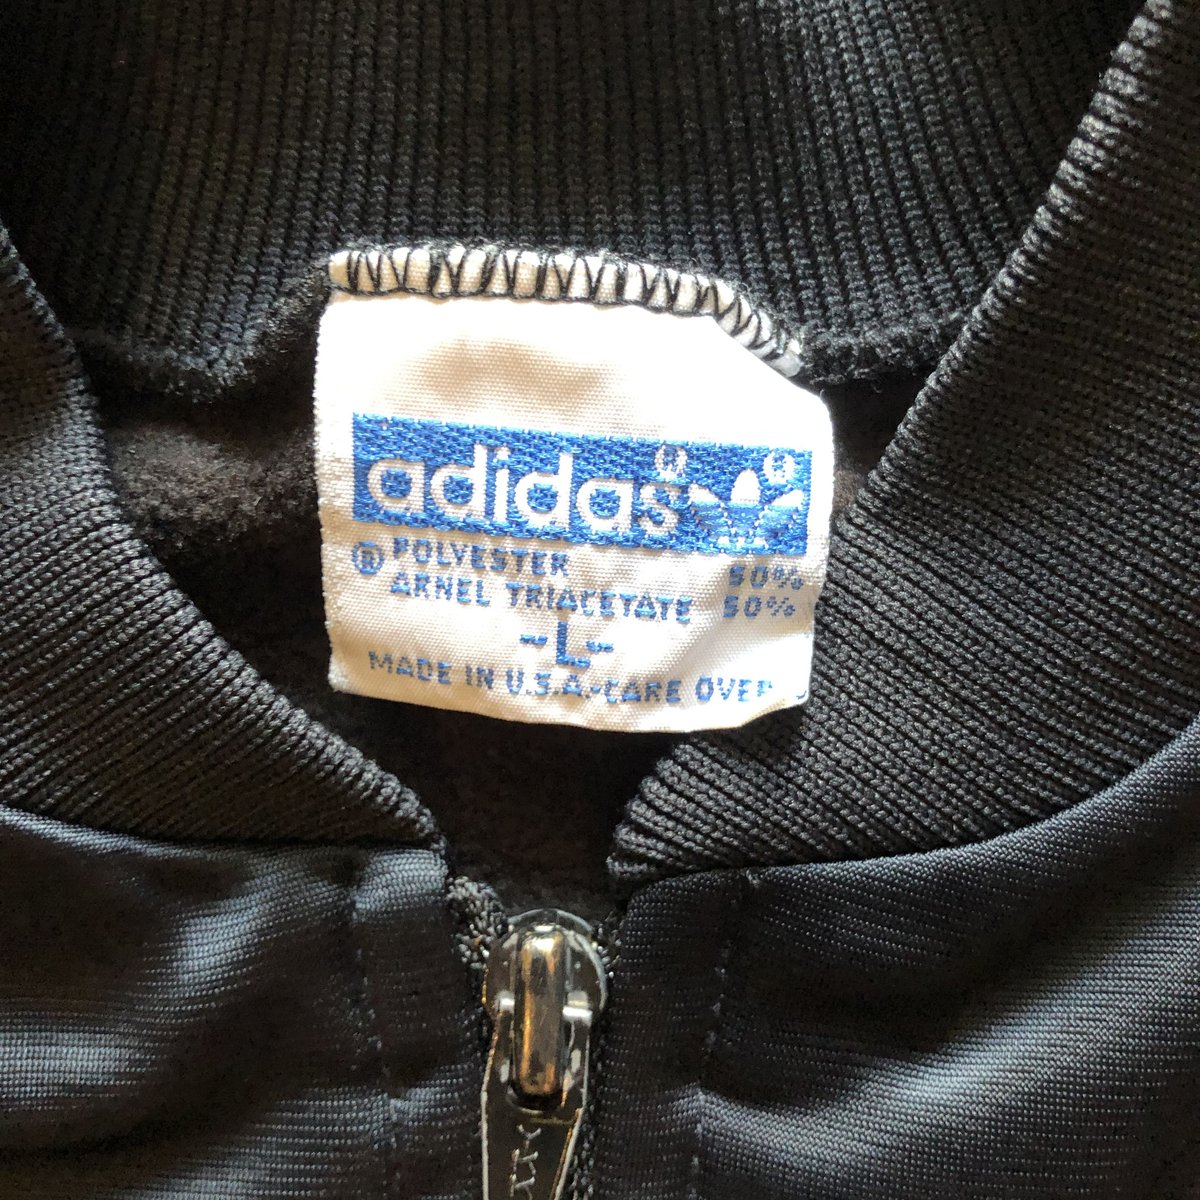 adidas ®
POLYESTER 50%
® ARNEL TRIACETATE 50%
-L-
MADE IN U.S.A.-CARE OVER